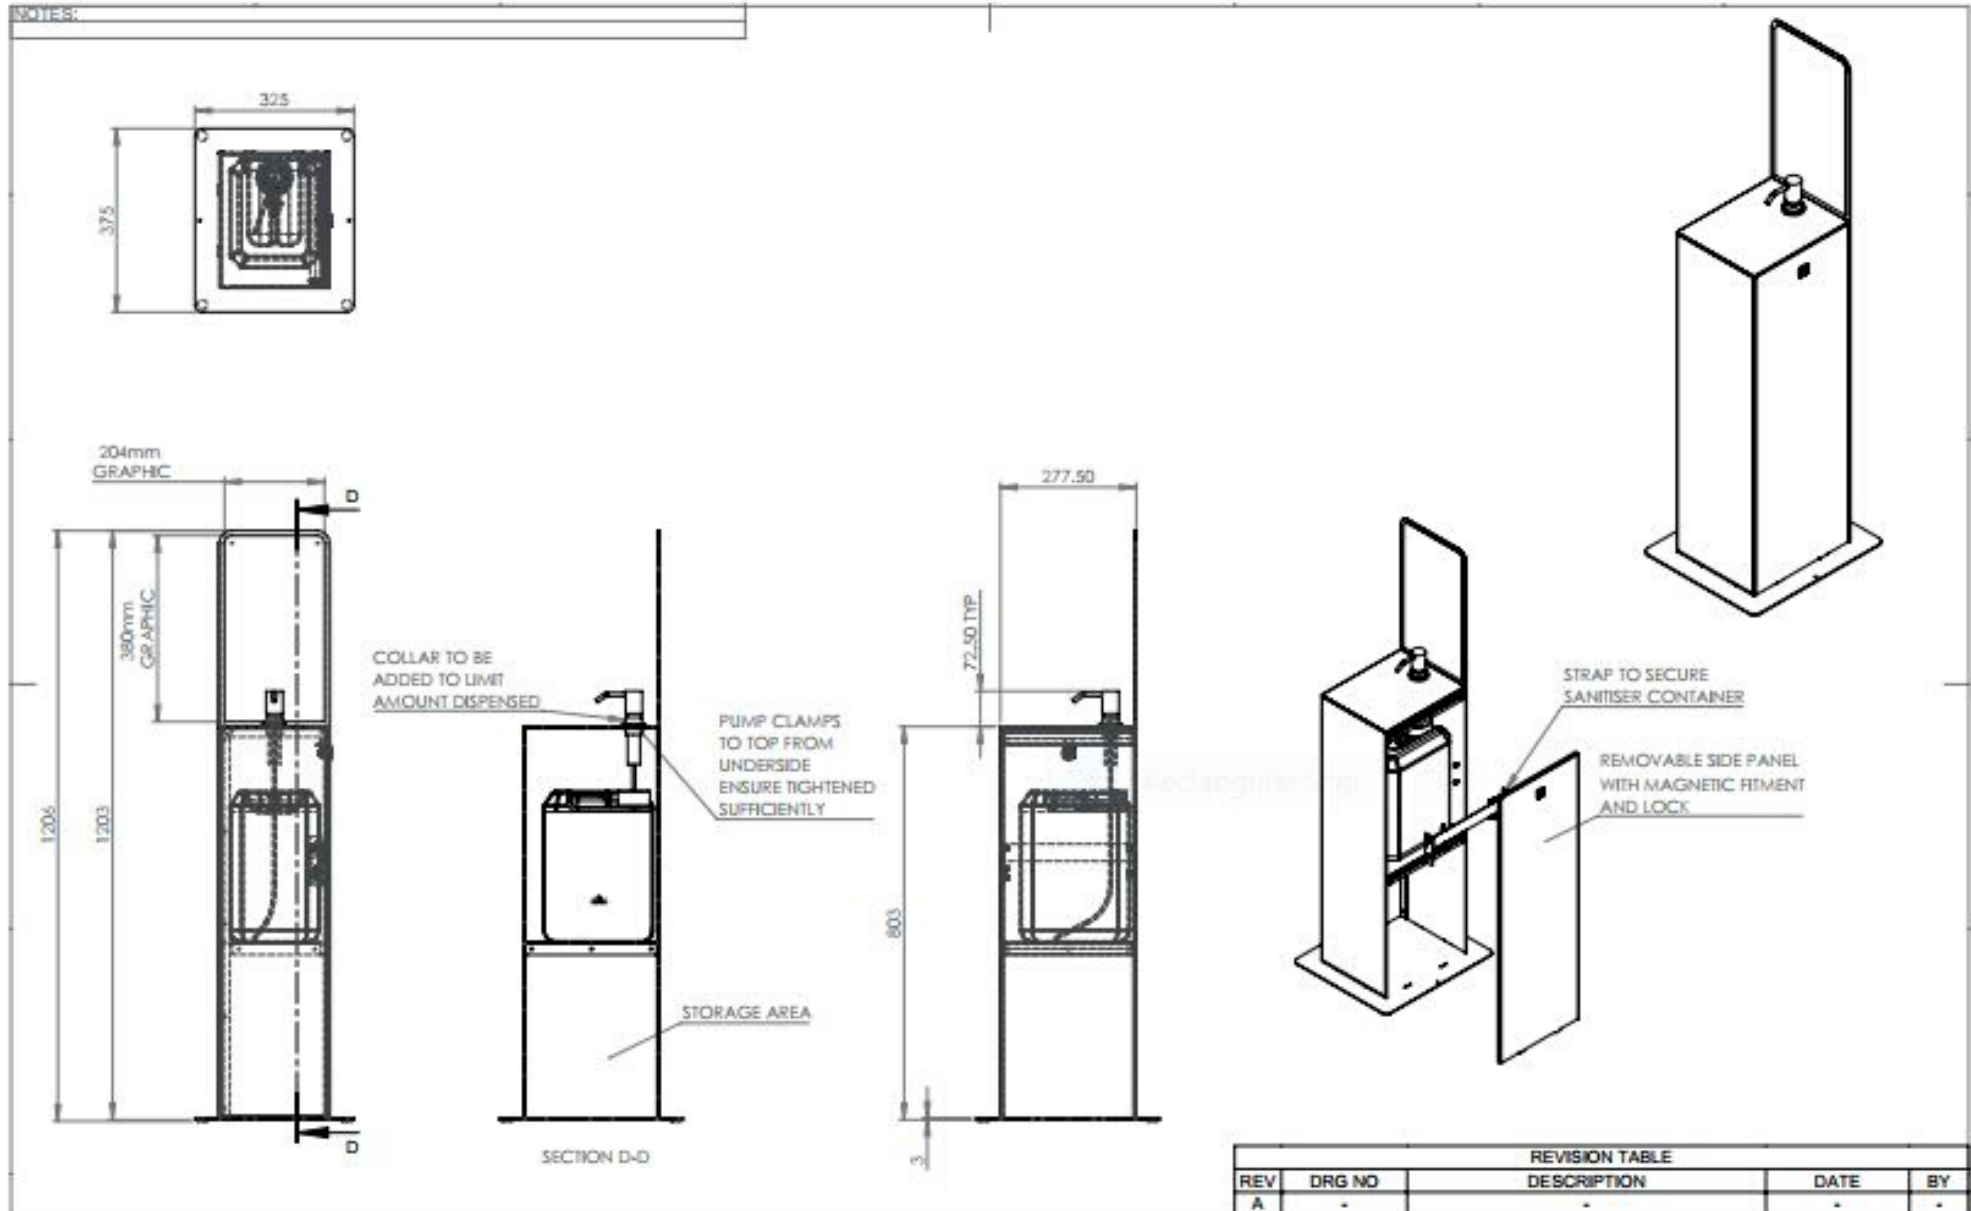 NOTES:
325
375
204mm
GRAPHIC
D
380mm
GRAPHIC
1206
1203
D
COLLAR TO BE
ADDED TO LIMIT
AMOUNT DISPENSED
PUMP CLAMPS
TO TOP FROM
UNDERSIDE
ENSURE TIGHTENED
SUFFICIENTLY
STORAGE AREA
SECTION D-D
277.50
72.50 TYP
803
3
Rectangular Snip
STRAP TO SECURE
SANITISER CONTAINER
REMOVABLE SIDE PANEL
WITH MAGNETIC FITMENT
AND LOCK
REVISION TABLE
REV DRG NO DESCRIPTION DATE BY
A - - - -